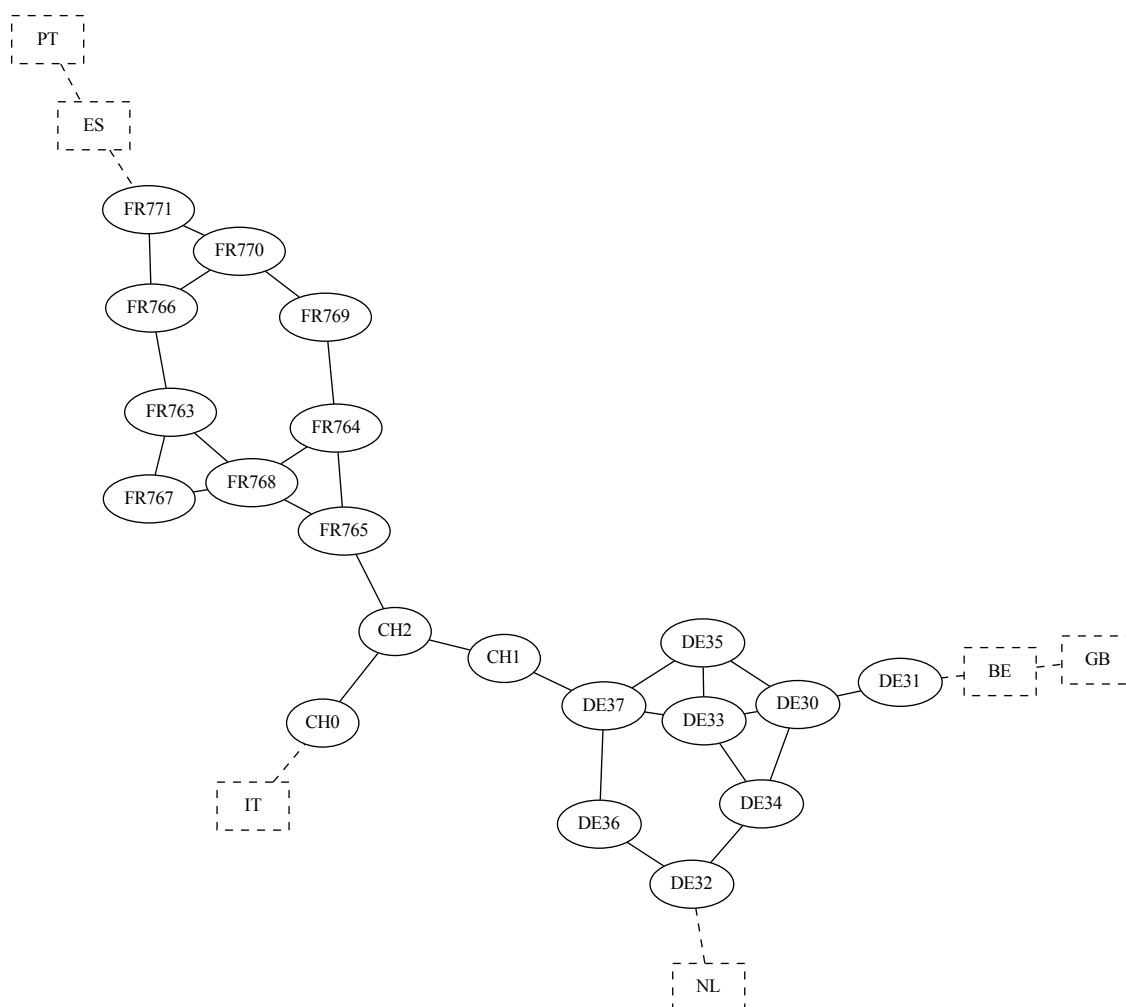 PT
ES
FR771
FR770
FR766
FR769
FR763
FR764
FR768
FR767
FR765
CH2
DE35
CH1
GB
BE
DE31
DE37
DE30
DE33
CH0
IT
DE34
DE36
DE32
NL